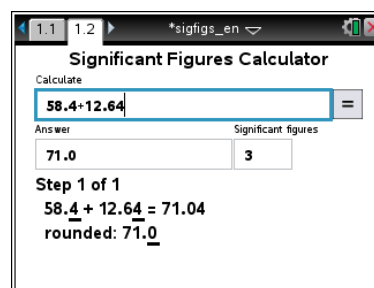 1.1 1.2 *sigfigs_en
Significant Figures Calculator
Calculate
58.4+12.64 =
Answer Significant figures
71.0 3
Step 1 of 1
58.4 + 12.64 = 71.04
rounded: 71.0